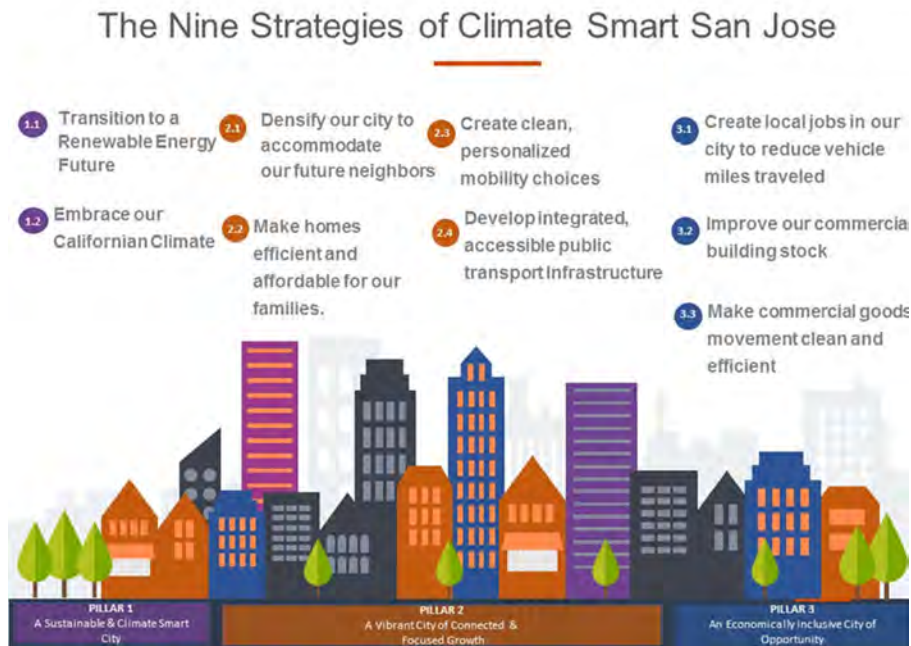 The Nine Strategies of Climate Smart San Jose
1.1 Transition to a
Renewable Energy
Future
1.2 Embrace our
Californian Climate
2.1 Densify our city to
accommodate
our future neighbors
2.2 Make homes
efficient and
affordable for our
families.
2.3 Create clean,
personalized
mobility choices
2.4 Develop integrated,
accessible public
transport Infrastructure
3.1 Create local jobs in our
city to reduce vehicle
miles traveled
3.2 Improve our commercia
building stock
3.3 Make commercial goods
movement clean and
efficient
PILLAR 1
A Sustainable & Climate Smart
City
PILLAR 2
A Vibrant City of Connected &
Focused Growth
PILLAR 3
An Economically Inclusive City of
Opportunity